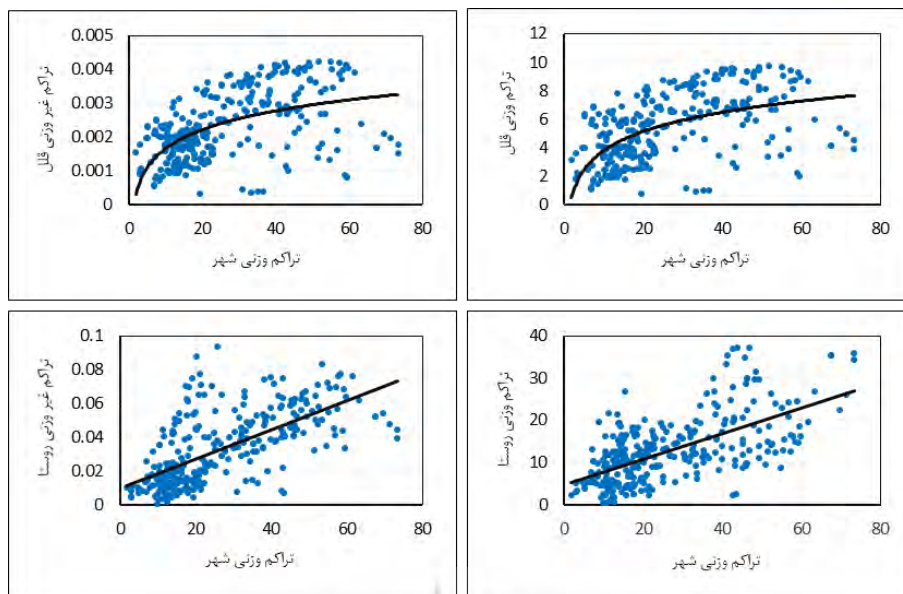 0.005
0.004
0.003
0.002
0.001
0
0 20 40 60 80
تراکم غیر وزنی قلل
تراکم وزنی شهر
12
10
8
6
4
2
0
0 20 40 60 80
تراکم وزنی قلل
تراکم وزنی شهر
0.1
0.08
0.06
0.04
0.02
0
0 20 40 60 80
تراکم غیر وزنی روستا
تراکم وزنی شهر
40
30
20
10
0
0 20 40 60 80
تراکم وزنی روستا
تراکم وزنی شهر